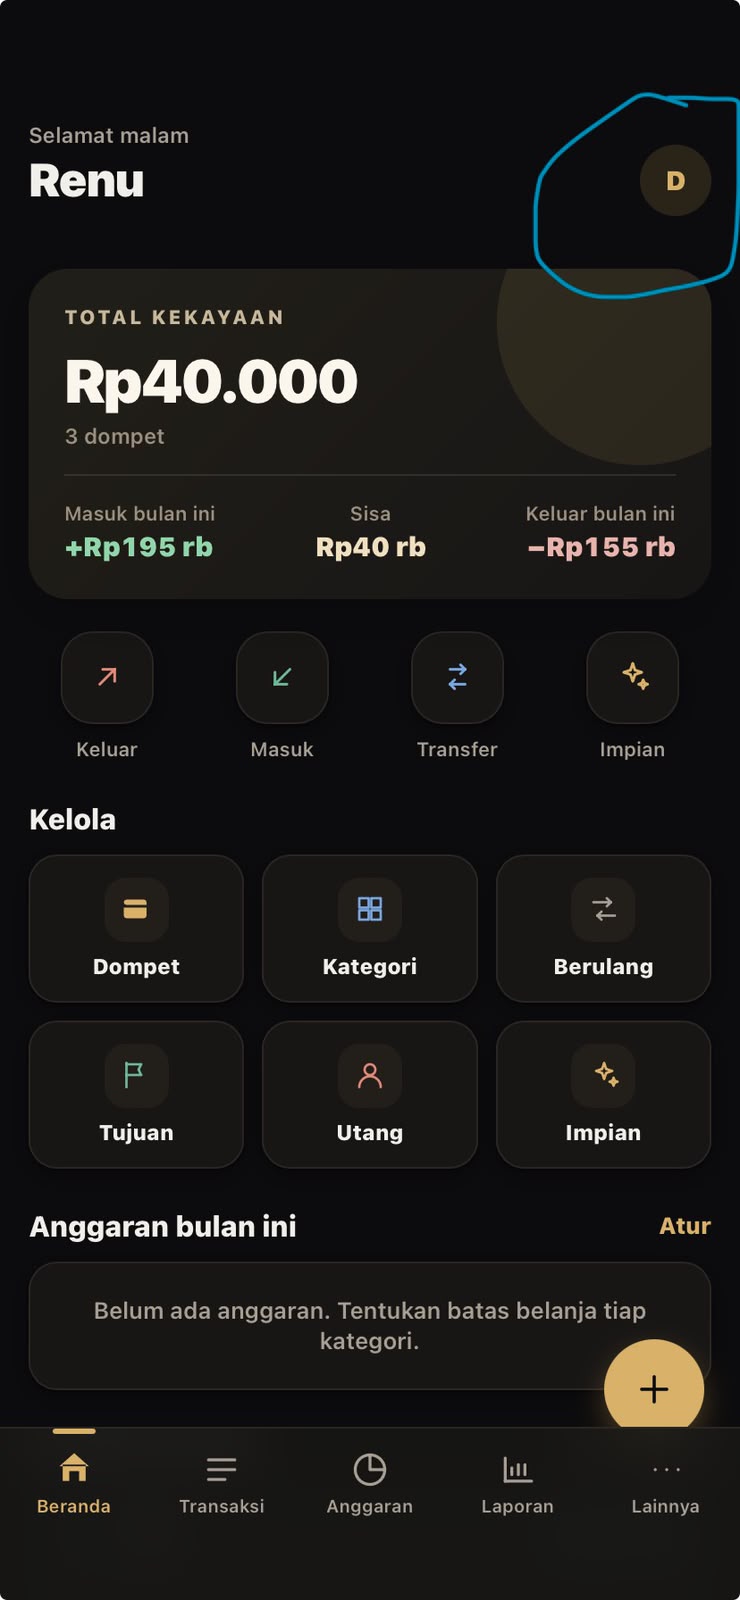 Selamat malam
Renu
D
TOTAL KEKAYAAN
Rp40.000
3 dompet
Masuk bulan ini
Sisa
Keluar bulan ini
+Rp195 rb
Rp40 rb
−Rp155 rb
Keluar
Masuk
Transfer
Impian
Kelola
Dompet
Kategori
Berulang
Tujuan
Utang
Impian
Anggaran bulan ini
Atur
Belum ada anggaran. Tentukan batas belanja tiap
kategori.
Beranda
Transaksi
Anggaran
Laporan
Lainnya